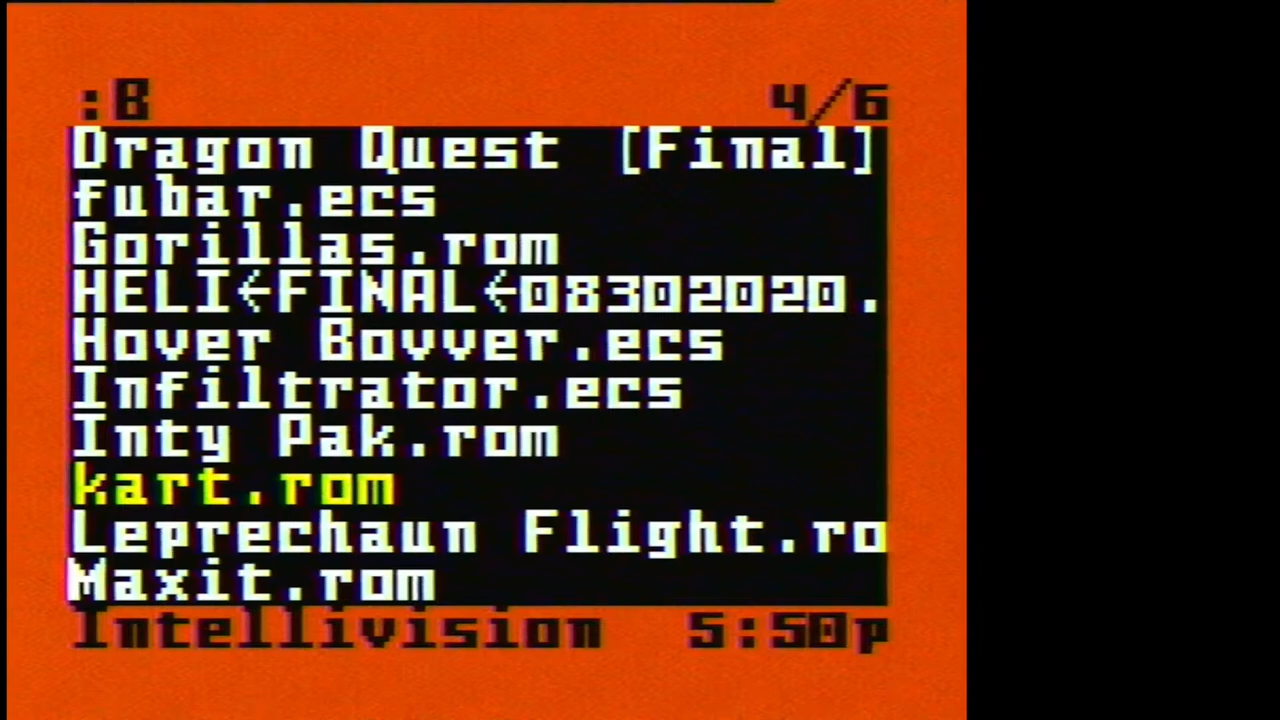 :B 4/6
Dragon Quest [Final]
fubar.ecs
Gorillas.rom
HELI←FINAL←08302020.
Hover Bovver.ecs
Infiltrator.ecs
Inty Pak.rom
kart.rom
Leprechaun Flight.ro
Maxit.rom
Intellivision 5:50p